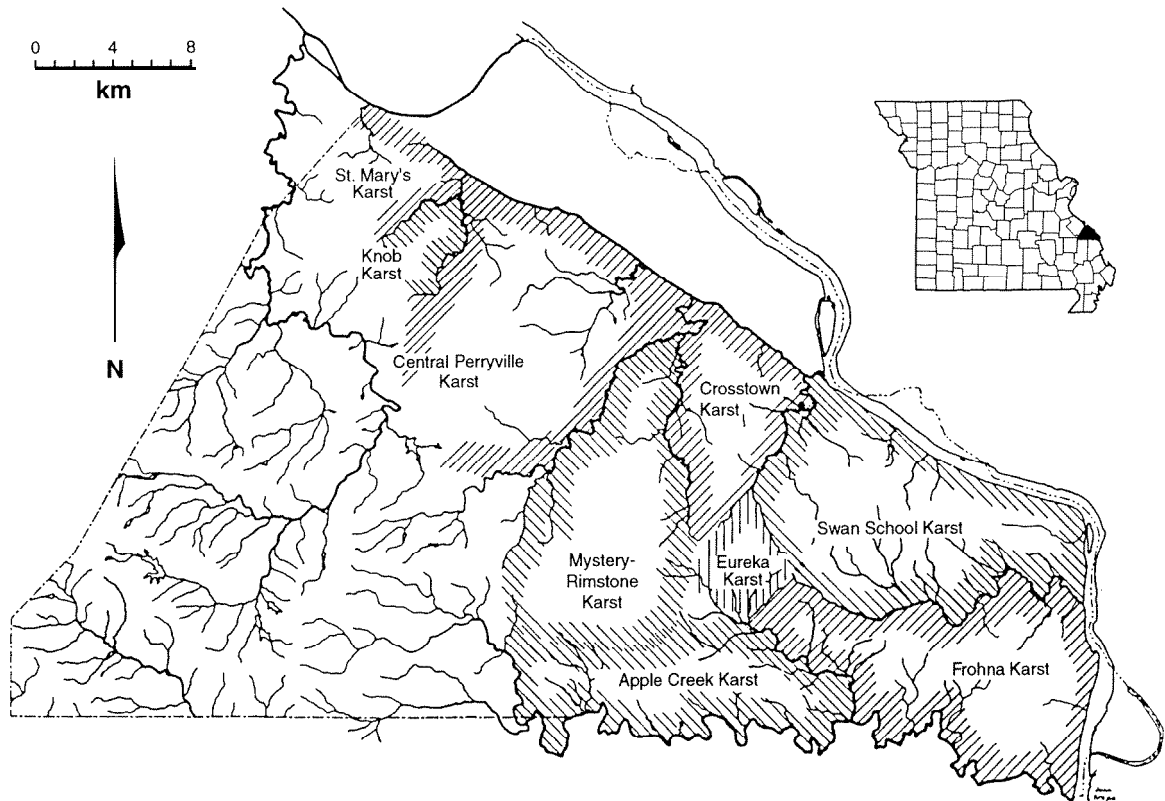 0 4 8
km
N
St. Mary's
Karst
Knob
Karst
Central Perryville
Karst
Crosstown
Karst
Swan School Karst
Mystery-
Rimstone
Karst
Eureka
Karst
Apple Creek Karst
Frohna Karst